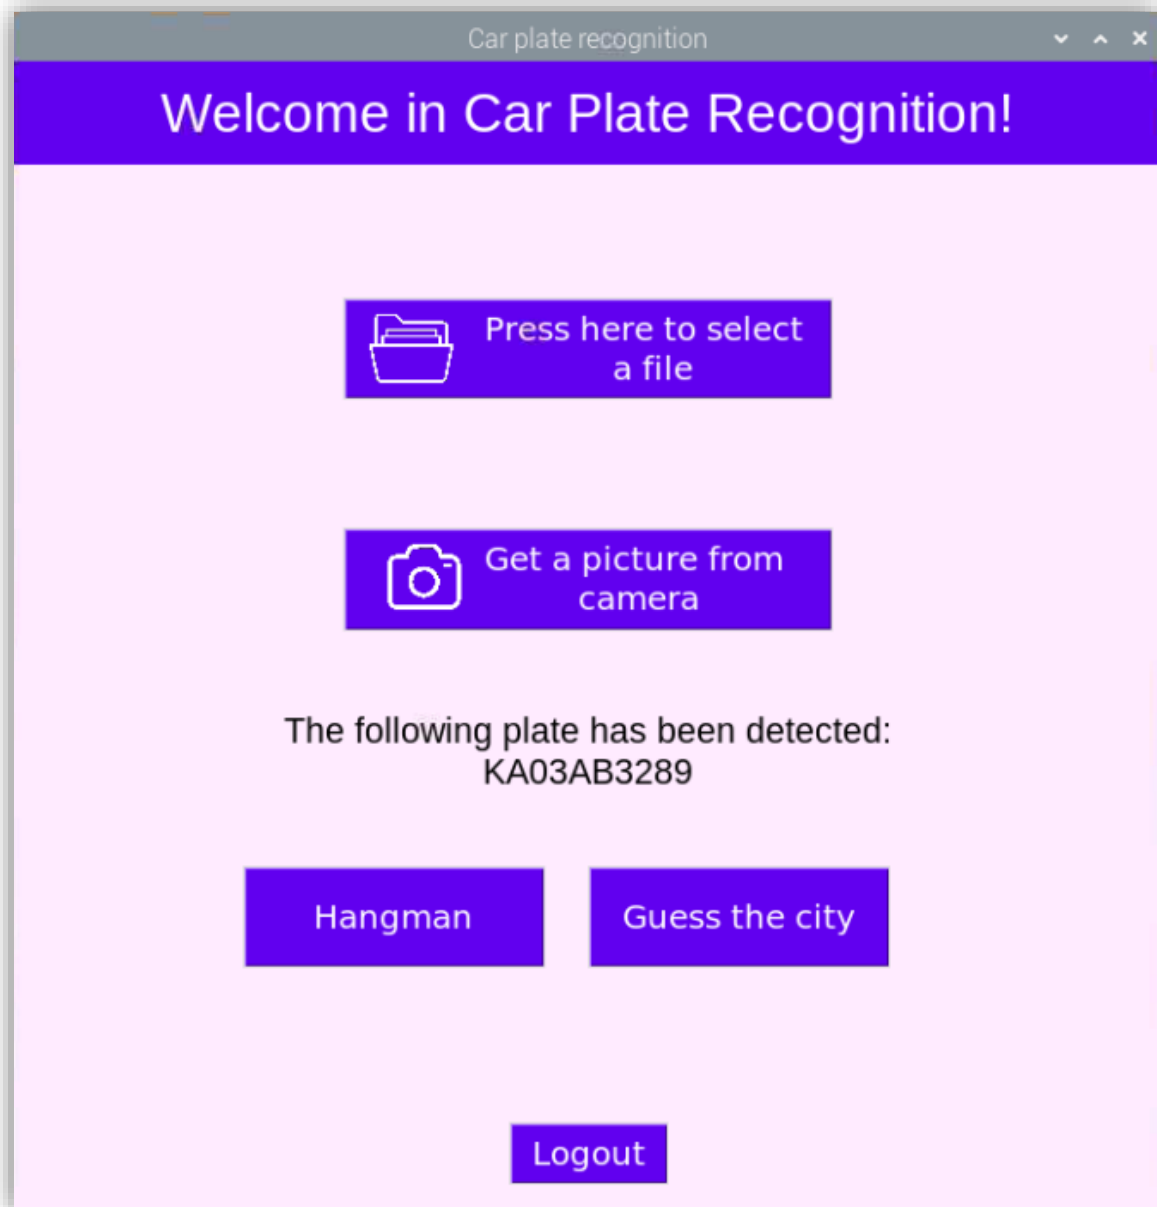 Car plate recognition
Welcome in Car Plate Recognition!
Press here to select
a file
Get a picture from
camera
The following plate has been detected:
KA03AB3289
Hangman
Guess the city
Logout